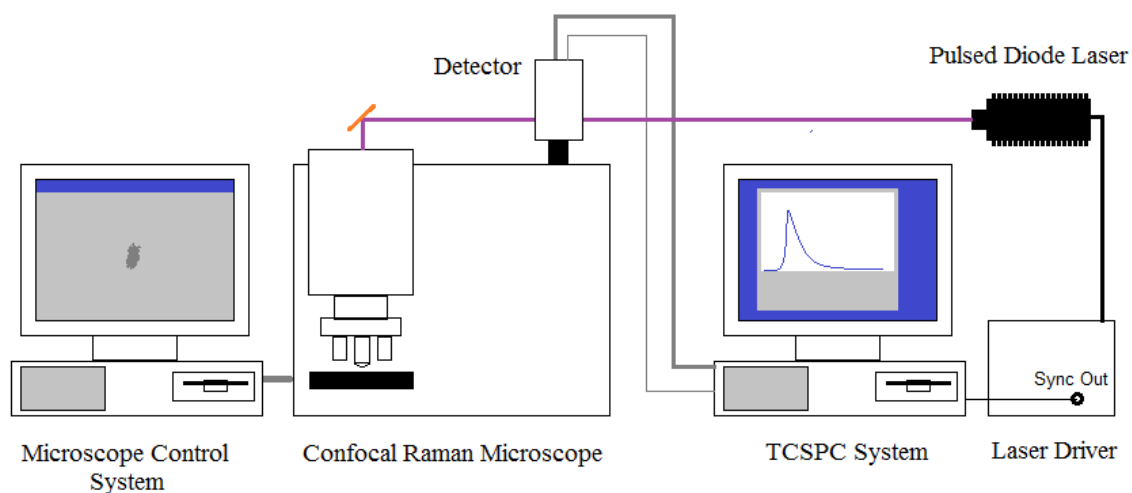 Pulsed Diode Laser
Detector
Sync Out
Microscope Control
System
Confocal Raman Microscope
TCSPC System
Laser Driver